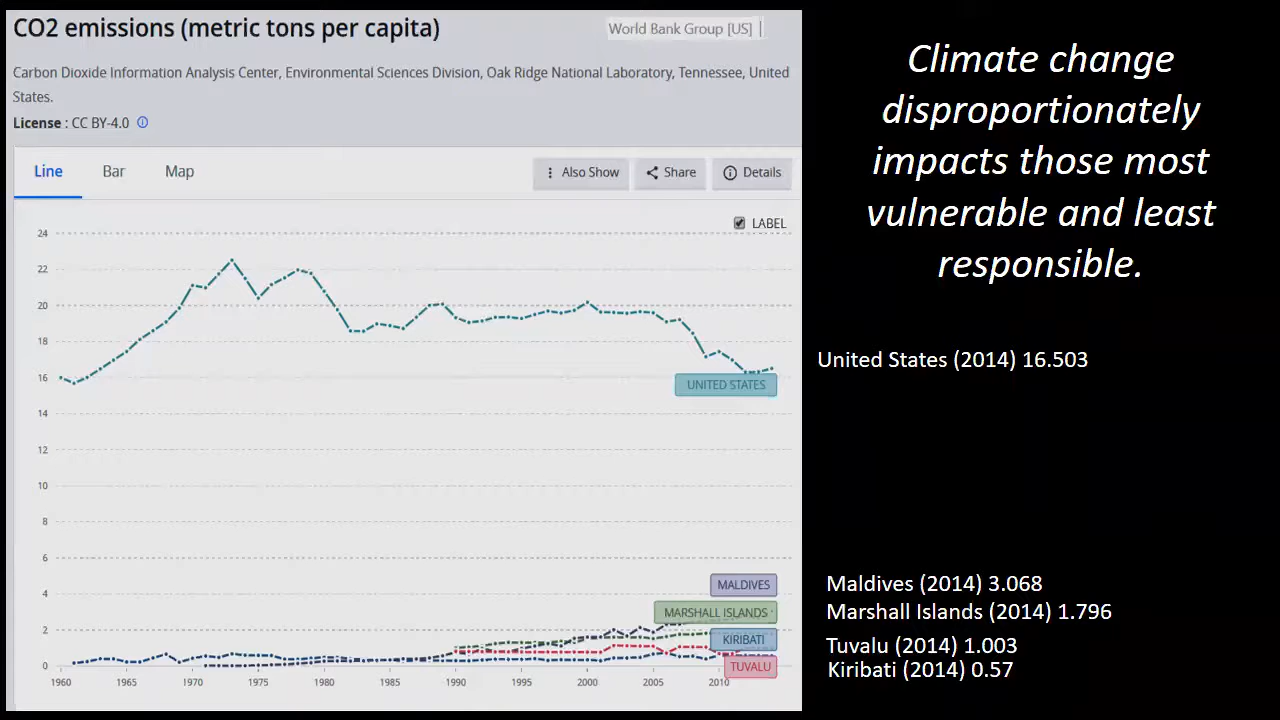 CO2 emissions (metric tons per capita)
World Bank Group [US]
Carbon Dioxide Information Analysis Center, Environmental Sciences Division, Oak Ridge National Laboratory, Tennessee, United
States.
License : CC BY-4.0
Line Bar Map Also Show Share Details
LABEL
24
22
20
18
16
14
12
10
8
6
4
2
0
UNITED STATES
MALDIVES
MARSHALL ISLANDS
KIRIBATI
TUVALU
1960 1965 1970 1975 1980 1985 1990 1995 2000 2005 2010
Climate change
disproportionately
impacts those most
vulnerable and least
responsible.
United States (2014) 16.503
Maldives (2014) 3.068
Marshall Islands (2014) 1.796
Tuvalu (2014) 1.003
Kiribati (2014) 0.57